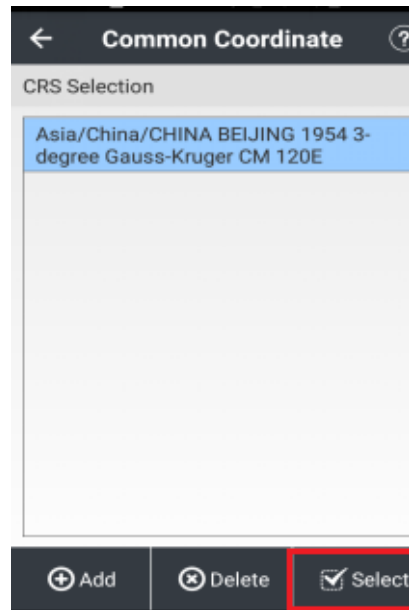 Common Coordinate
CRS Selection
Asia/China/CHINA BEIJING 1954 3-
degree Gauss-Kruger CM 120E
Add Delete Select